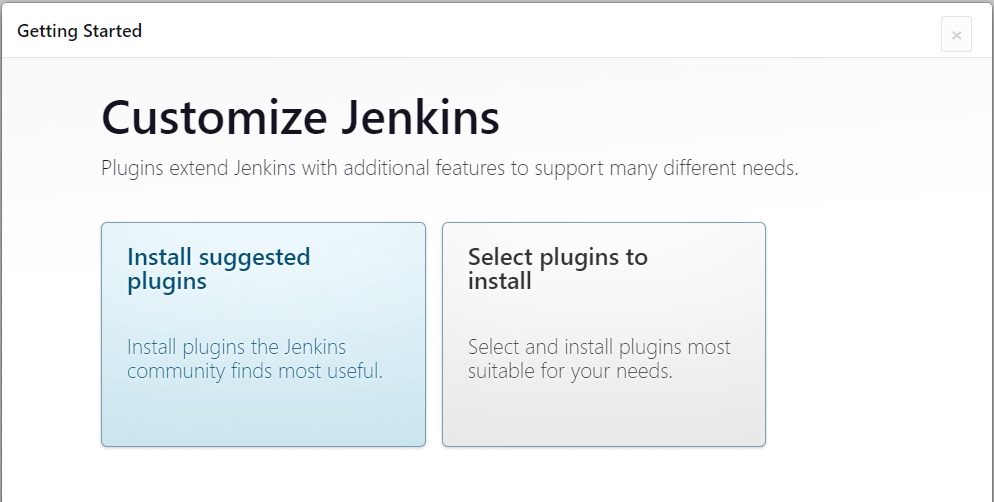 Getting Started
×
Customize Jenkins
Plugins extend Jenkins with additional features to support many different needs.
Install suggested
plugins
Install plugins the Jenkins
community finds most useful.
Select plugins to
install
Select and install plugins most
suitable for your needs.